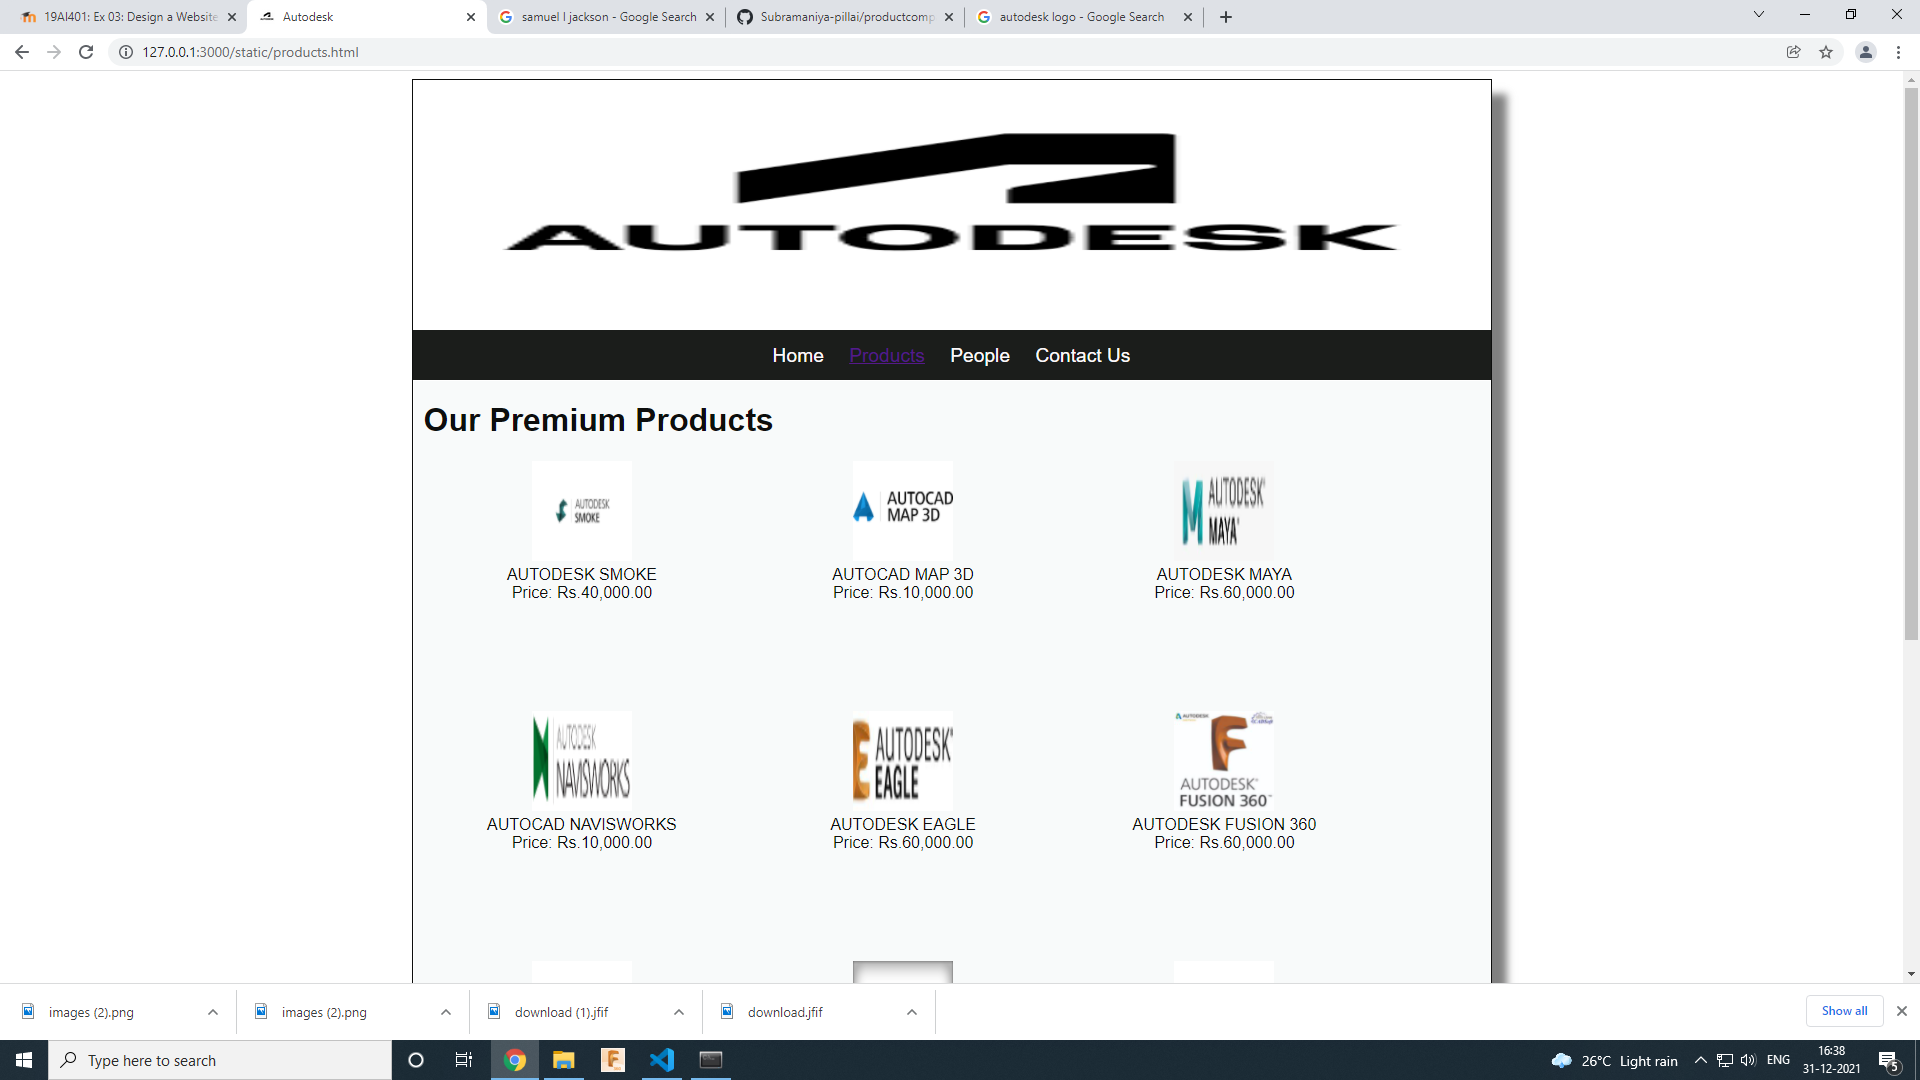 19AI401: Ex 03: Design a Website
Autodesk
samuel l jackson - Google Search
Subramaniya-pillai/productcomp
autodesk logo - Google Search
127.0.0.1:3000/static/products.html
AUTODESK
Home Products People Contact Us
Our Premium Products
AUTODESK
SMOKE
AUTOCAD
MAP 3D
AUTODESK
MAYA
AUTODESK SMOKE
Price: Rs.40,000.00
AUTOCAD MAP 3D
Price: Rs.10,000.00
AUTODESK MAYA
Price: Rs.60,000.00
AUTODESK
NAVISWORKS
AUTODESK
EAGLE
AUTODESK
AUTODESK
FUSION 360
AUTOCAD NAVISWORKS
Price: Rs.10,000.00
AUTODESK EAGLE
Price: Rs.60,000.00
AUTODESK FUSION 360
Price: Rs.60,000.00
images (2).png
images (2).png
download (1).jfif
download.jfif
Show all
Type here to search
26°C Light rain
ENG
16:38
31-12-2021
5